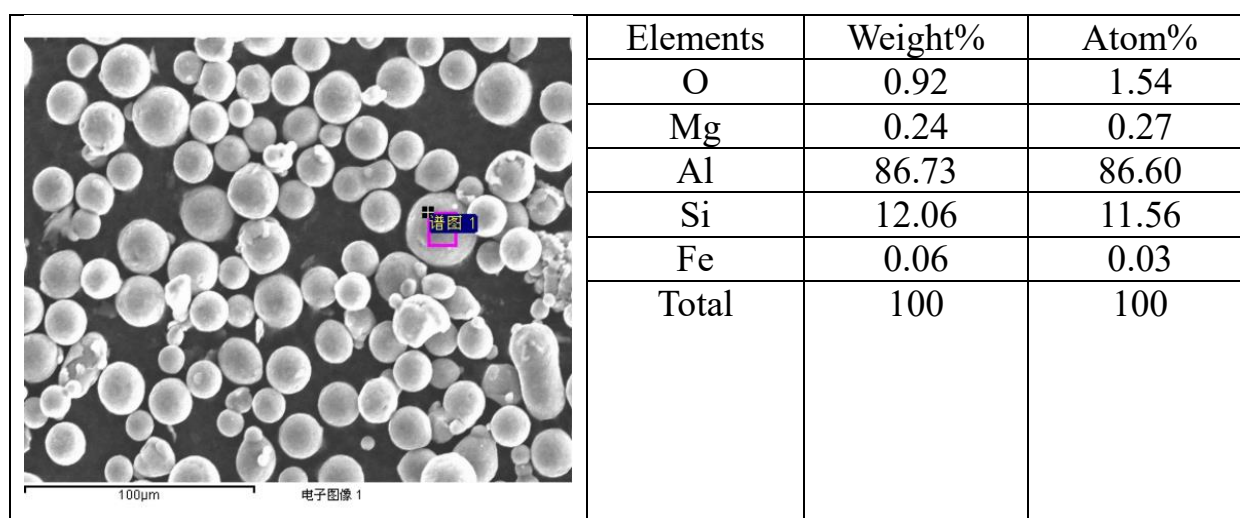 Elements Weight% Atom%
O 0.92 1.54
Mg 0.24 0.27
Al 86.73 86.60
Si 12.06 11.56
Fe 0.06 0.03
Total 100 100
谱图 1
100µm 电子图像 1